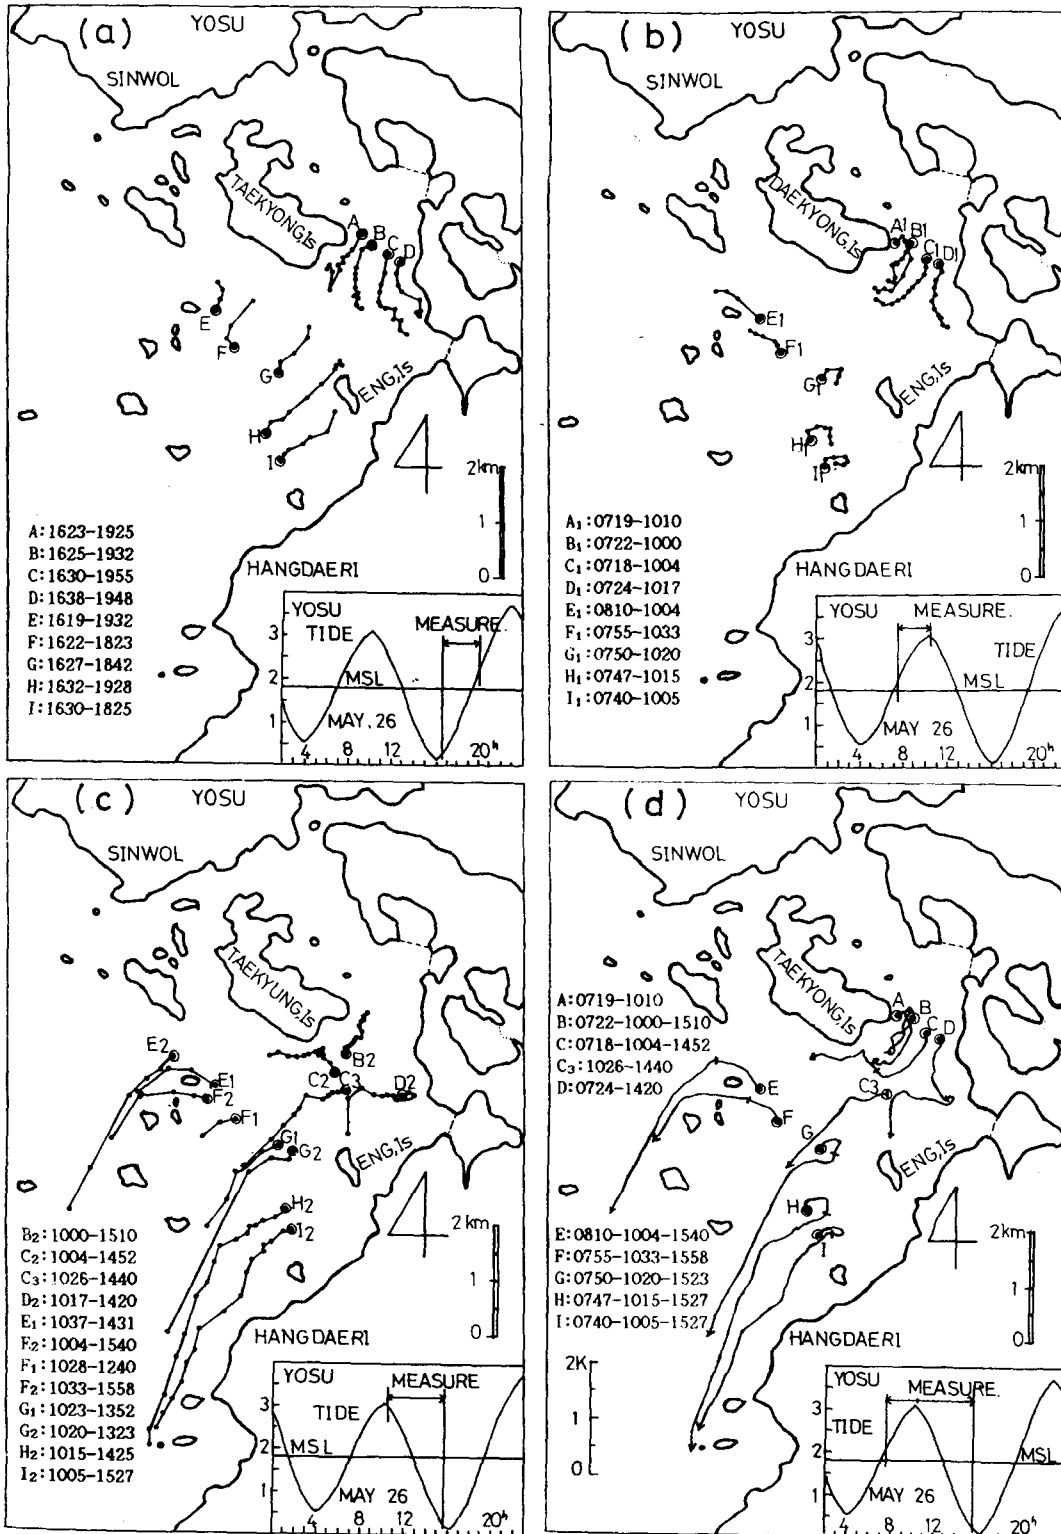 (a)
YOSU
SINWOL
TAEKYONG,Is
A
B
C
D
E
F
G
H
I
ENG,Is
2km
1
0
A:1623-1925
B:1625-1932
C:1630-1955
D:1638-1948
E:1619-1932
F:1622-1823
G:1627-1842
H:1632-1928
I:1630-1825
HANGDAERI
YOSU
TIDE
MEASURE.
MSL
MAY.26
3
2
1
4 8 12 20h
(b)
YOSU
SINWOL
DAEKYONG,Is
A1
B1
C1
D1
E1
F1
G1
H1
I1
ENG,Is
2km
1
0
A1:0719-1010
B1:0722-1000
C1:0718-1004
D1:0724-1017
E1:0810-1004
F1:0755-1033
G1:0750-1020
H1:0747-1015
I1:0740-1005
HANGDAERI
YOSU
MEASURE.
TIDE
MSL
MAY 26
3
2
1
4 8 12 20h
(c)
YOSU
SINWOL
TAEKYUNG,Is
E2
B2
E1
F2
C2
C3
D2
F1
G1
G2
ENG,Is
H2
I2
2km
1
0
B2:1000-1510
C2:1004-1452
C3:1026-1440
D2:1017-1420
E1:1037-1431
E2:1004-1540
F1:1028-1240
F2:1033-1558
G1:1023-1352
G2:1020-1323
H2:1015-1425
I2:1005-1527
HANGDAERI
YOSU
MEASURE
TIDE
MSL
MAY 26
3
2
1
4 8 12 20h
(d)
YOSU
SINWOL
TAEKYONG,Is
A:0719-1010
B:0722-1000-1510
C:0718-1004-1452
C3:1026-1440
D:0724-1420
A
B
C
D
C3
E
F
G
H
I
ENG,Is
2km
1
0
E:0810-1004-1540
F:0755-1033-1558
G:0750-1020-1523
H:0747-1015-1527
I:0740-1005-1527
HANGDAERI
2K
1
0
YOSU
MEASURE.
TIDE
MSL
MAY 26
3
2
1
4 8 12 20h